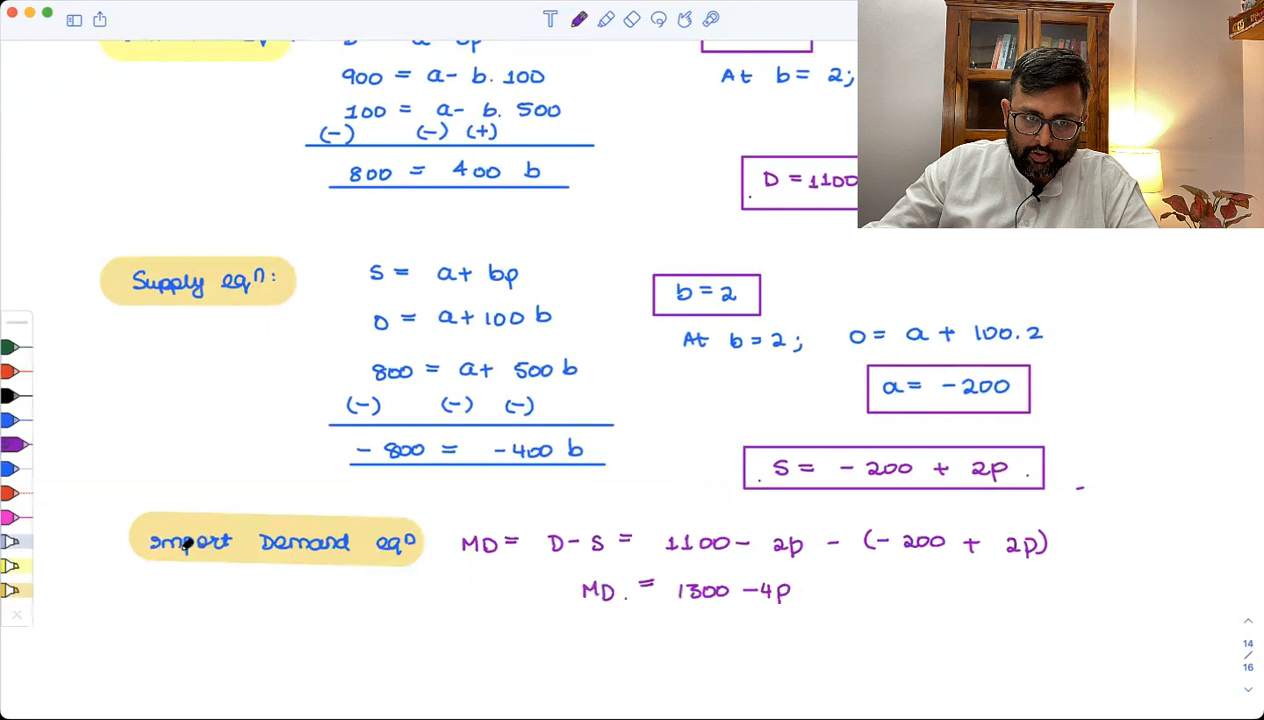 900 = a- b. 100
100 = a- b. 500
(-) (-) (+)
800 = 400 b
At b = 2;
D = 1100
Supply eqⁿ:
S = a+ bp
0 = a+ 100 b
800 = a+ 500 b
(-) (-) (-)
- 800 = - 400 b
b = 2
At b = 2; 0 = a + 100.2
a = - 200
S = - 200 + 2p
Import Demand eqⁿ
MD = D - S = 1100 - 2p - (- 200 + 2p)
MD. = 1300 - 4p
14
/
16